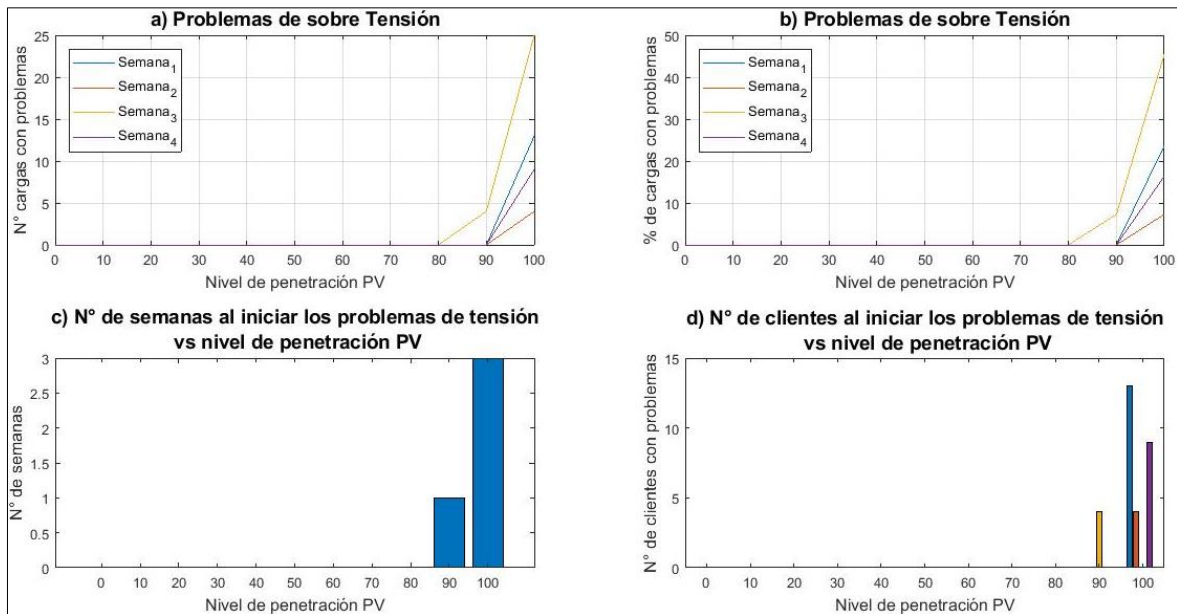 a) Problemas de sobre Tensión
N° cargas con problemas
25
20
15
10
5
0
Semana1
Semana2
Semana3
Semana4
0 10 20 30 40 50 60 70 80 90 100
Nivel de penetración PV
b) Problemas de sobre Tensión
% de cargas con problemas
50
40
30
20
10
0
Semana1
Semana2
Semana3
Semana4
0 10 20 30 40 50 60 70 80 90 100
Nivel de penetración PV
c) N° de semanas al iniciar los problemas de tensión
vs nivel de penetración PV
N° de semanas
3
2.5
2
1.5
1
0.5
0
0 10 20 30 40 50 60 70 80 90 100
Nivel de penetración PV
d) N° de clientes al iniciar los problemas de tensión
vs nivel de penetración PV
N° de clientes con problemas
15
10
5
0
0 10 20 30 40 50 60 70 80 90 100
Nivel de penetración PV